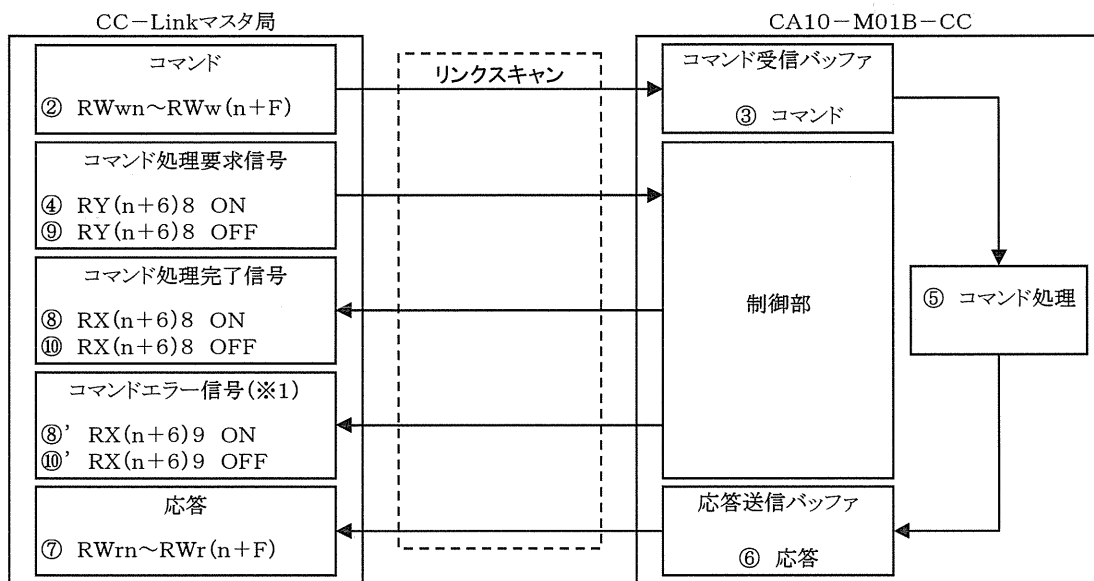 CC－Linkマスタ局
コマンド
② RWwn～RWw(n＋F)
コマンド処理要求信号
④ RY(n＋6)8 ON
⑨ RY(n＋6)8 OFF
コマンド処理完了信号
⑧ RX(n＋6)8 ON
⑩ RX(n＋6)8 OFF
コマンドエラー信号(※1)
⑧’ RX(n＋6)9 ON
⑩’ RX(n＋6)9 OFF
応答
⑦ RWrn～RWr(n＋F)
リンクスキャン
CA10－M01B－CC
コマンド受信バッファ
③ コマンド
制御部
⑤ コマンド処理
応答送信バッファ
⑥ 応答